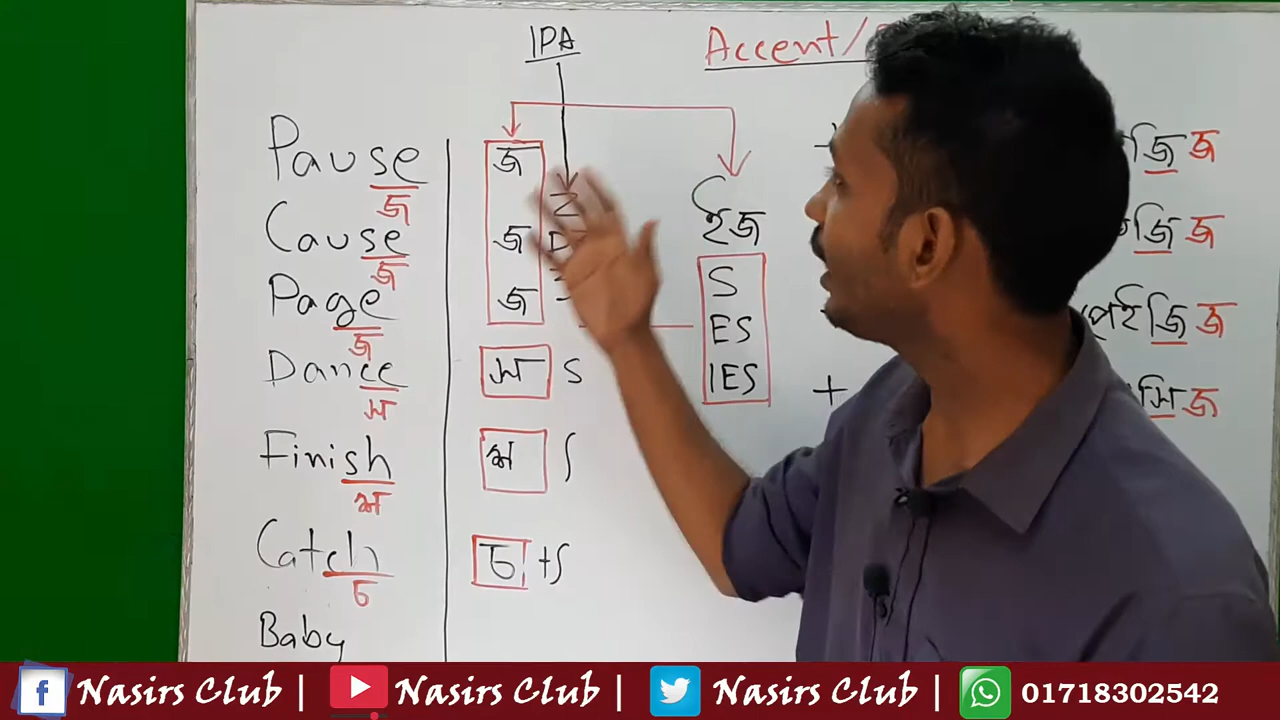 IPA
Accent/
Pause
জ
জ
Z
ইজ
জি জ
Cause
জ
জ
জি জ
Page
জ
জ
S
ES
IES
পেইজি জ
Dance
স
স S
+ সি জ
Finish
শ
শ ʃ
Catch
চ
চ tʃ
Baby
Nasirs Club | Nasirs Club | Nasirs Club | 01718302542